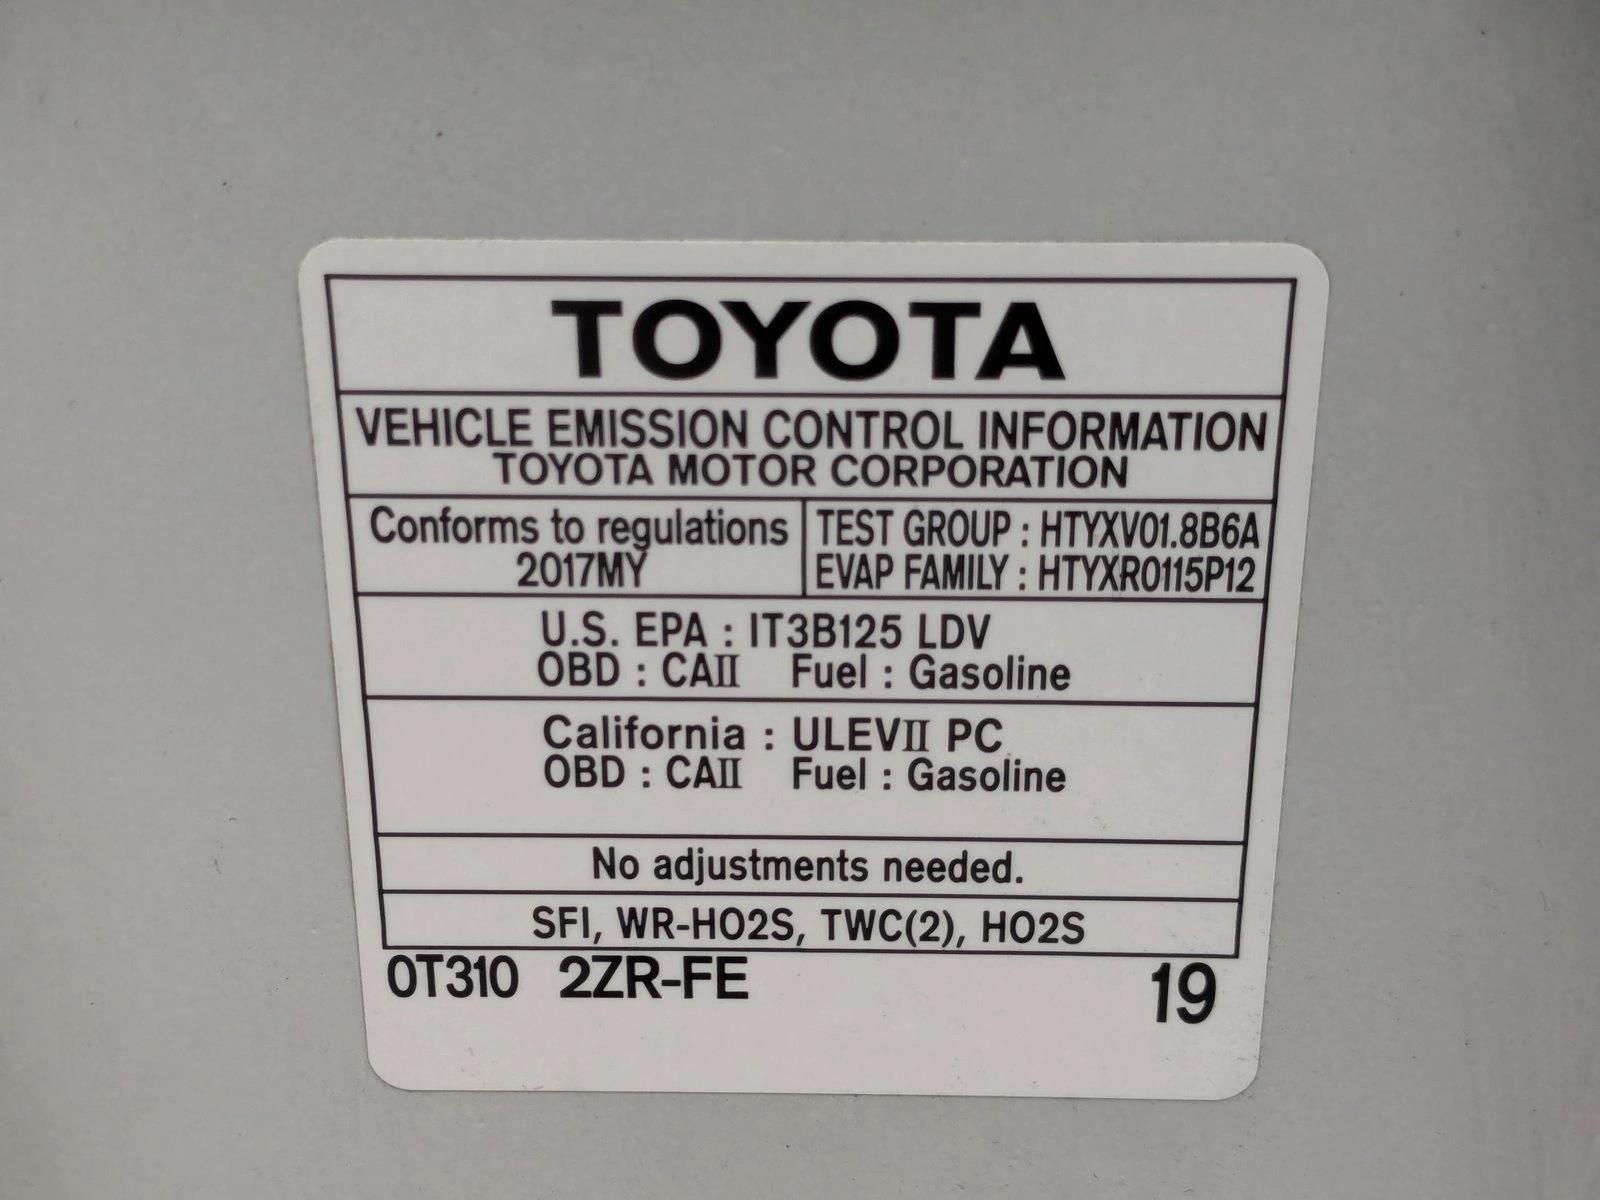 TOYOTA
VEHICLE EMISSION CONTROL INFORMATION
TOYOTA MOTOR CORPORATION
Conforms to regulations
2017MY
TEST GROUP : HTYXV01.8B6A
EVAP FAMILY : HTYXR0115P12
U.S. EPA : IT3B125 LDV
OBD : CAII Fuel : Gasoline
California : ULEVII PC
OBD : CAII Fuel : Gasoline
No adjustments needed.
SFI, WR-HO2S, TWC(2), HO2S
0T310 2ZR-FE 19